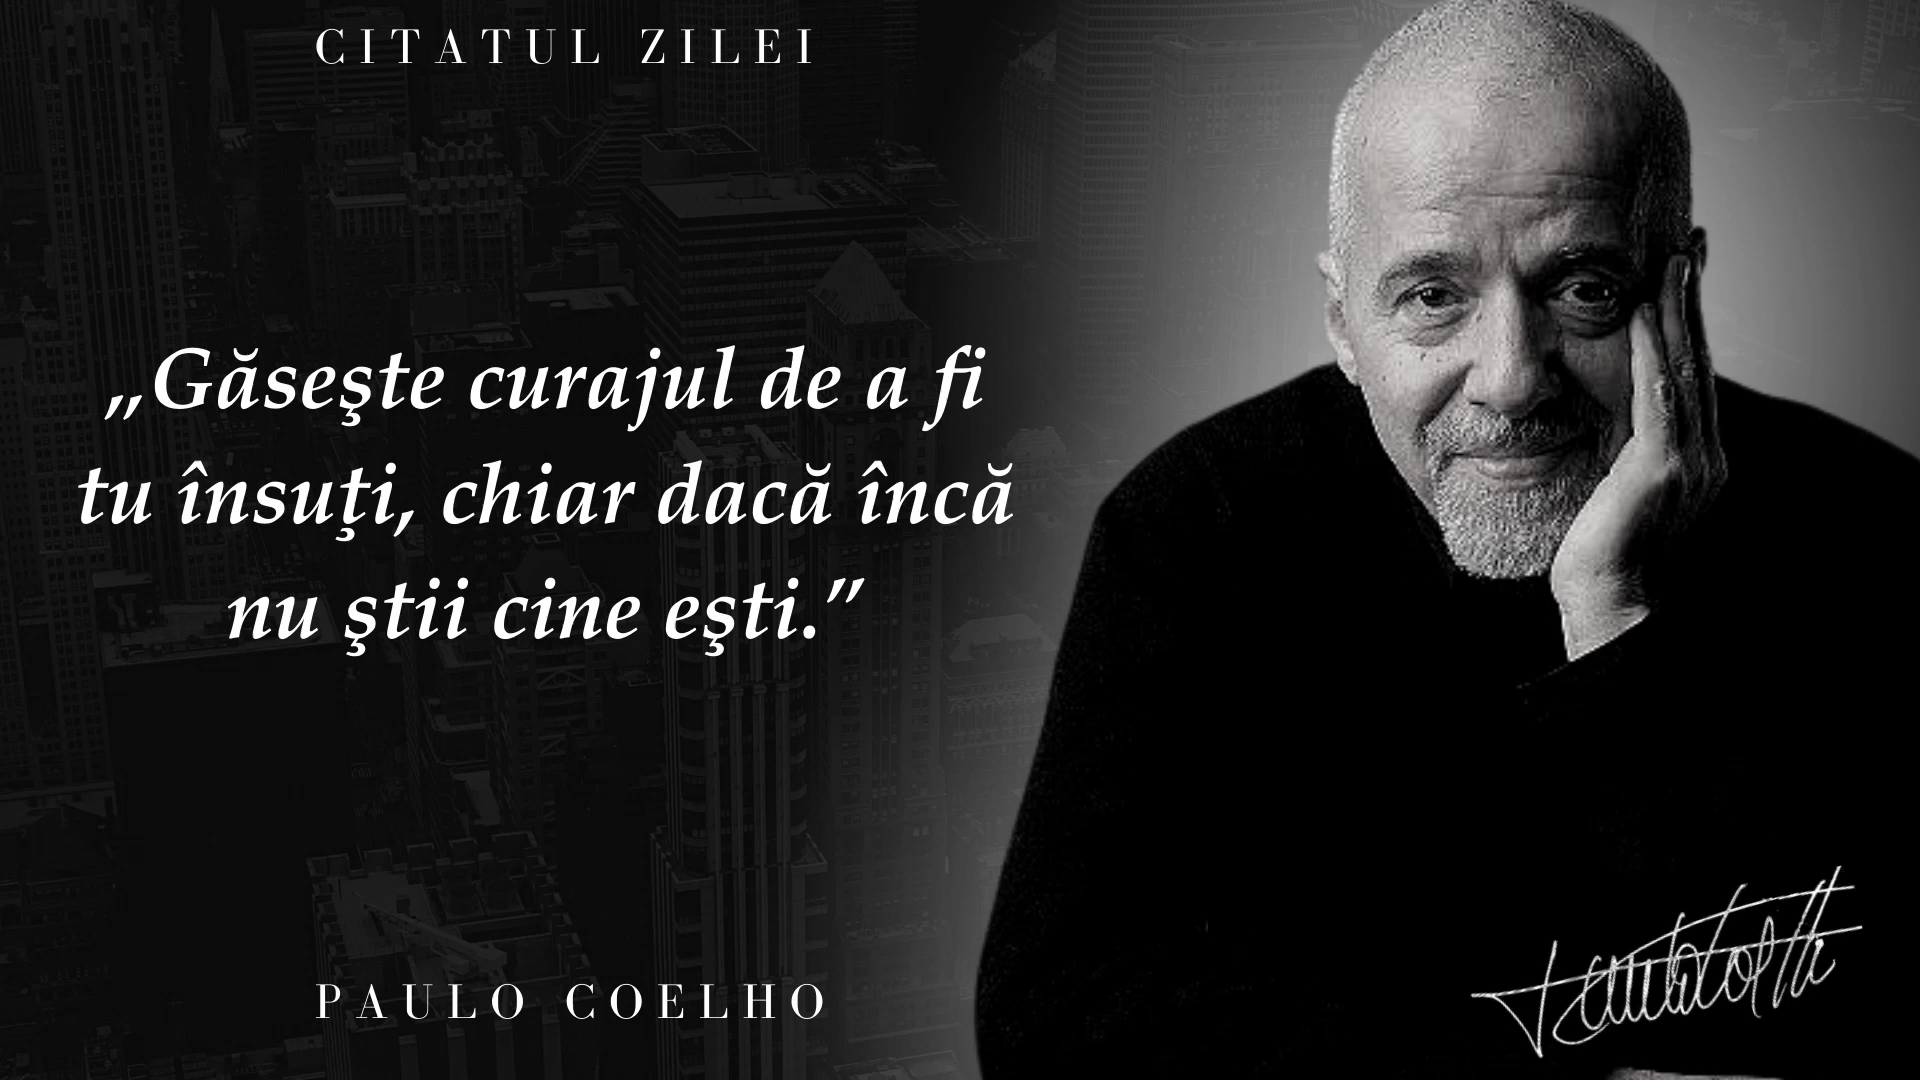 CITATUL ZILEI
„Găseşte curajul de a fi
tu însuţi, chiar dacă încă
nu ştii cine eşti.”
PAULO COELHO